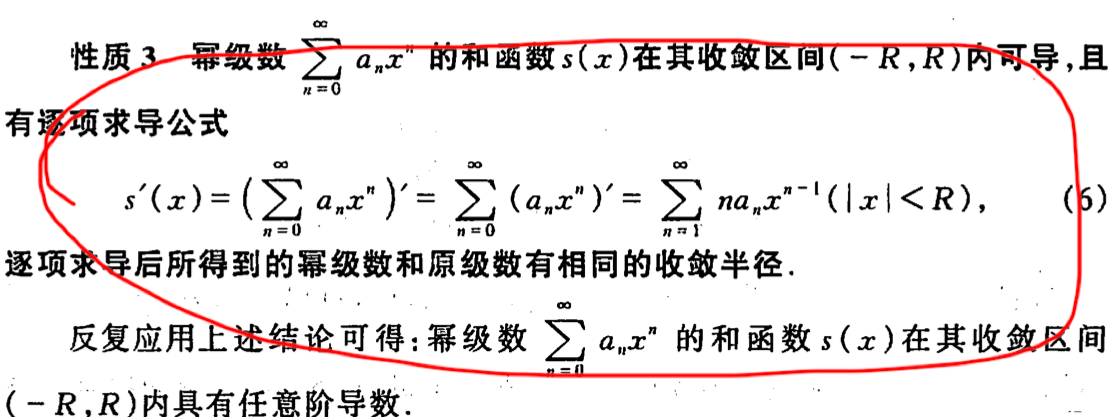 性质 3 幂级数 $\sum_{n=0}^{\infty} a_n x^n$ 的和函数 s(x)在其收敛区间(-R,R)内可导,且
有逐项求导公式
$s'(x)=\left(\sum_{n=0}^{\infty} a_n x^n\right)'=\sum_{n=0}^{\infty}(a_n x^n)'=\sum_{n=1}^{\infty} na_n x^{n-1}(|x|<R),$ (6)
逐项求导后所得到的幂级数和原级数有相同的收敛半径.
反复应用上述结论可得:幂级数 $\sum_{n=0}^{\infty} a_n x^n$ 的和函数 s(x)在其收敛区间
(-R,R)内具有任意阶导数.